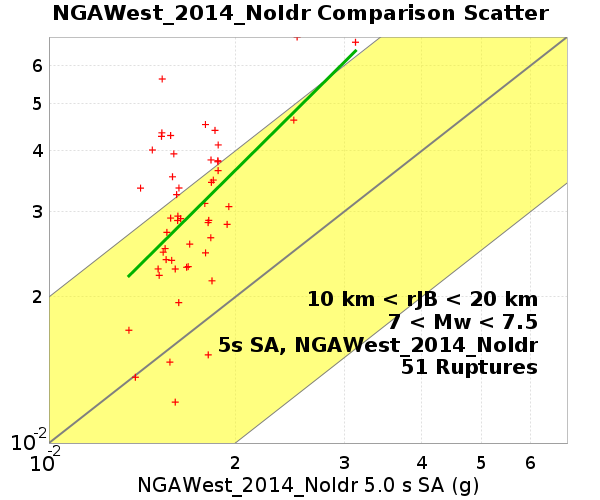 NGAWest_2014_NoIdr Comparison Scatter
6
5
4
3
2
10 km < rJB < 20 km
7 < Mw < 7.5
5s SA, NGAWest_2014_NoIdr
51 Ruptures
10-2
10-2
2
3
4
5
6
NGAWest_2014_NoIdr 5.0 s SA (g)